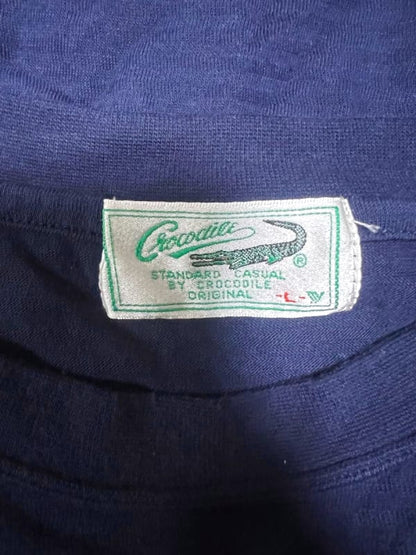 Crocodile ®
STANDARD CASUAL
BY CROCODILE
ORIGINAL -L-